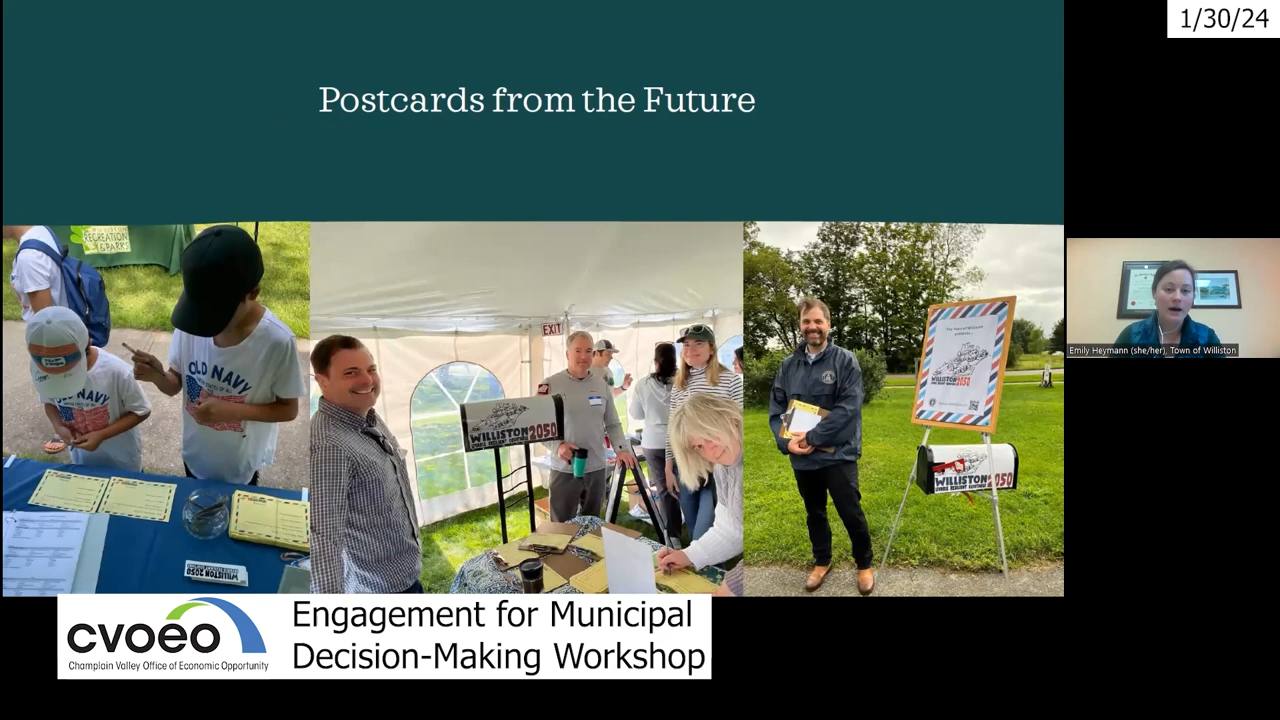 1/30/24
Postcards from the Future
RECREATION
& PARKS
OLD NAVY
OLD NAVY
WILLISTON 2050
EXIT
WILLISTON 2050
WILLISTON
2050
WILLISTON 2050
Emily Heymann (she/her), Town of Williston
cvoeo
Champlain Valley Office of Economic Opportunity
Engagement for Municipal
Decision-Making Workshop